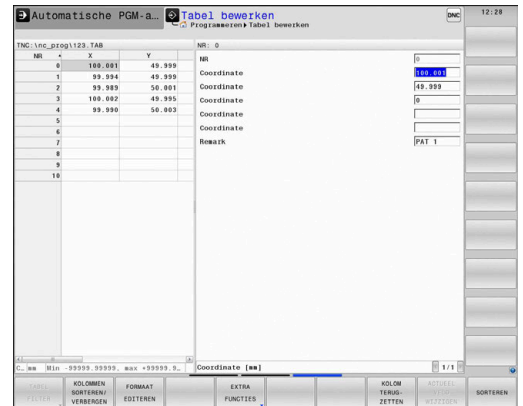 Automatische PGM-a...
Tabel bewerken
Programmeren▸Tabel bewerken
DNC
12:28
TNC:\nc_prog\123.TAB
NR: 0
NR X Y
0 100.001 49.999
1 99.994 49.999
2 99.989 50.001
3 100.002 49.995
4 99.990 50.003
5
6
7
8
9
10
NR 0
Coordinate 100.001
Coordinate 49.999
Coordinate 0
Coordinate
Coordinate
Remark PAT 1
C… mm Min -99999.99999, max +99999.9…
Coordinate [mm]
1/1
TABEL
FILTER
KOLOMMEN
SORTEREN/
VERBERGEN
FORMAAT
EDITEREN
EXTRA
FUNCTIES
KOLOM
TERUG-
ZETTEN
ACTUELE
WIJZIGEN
SORTEREN